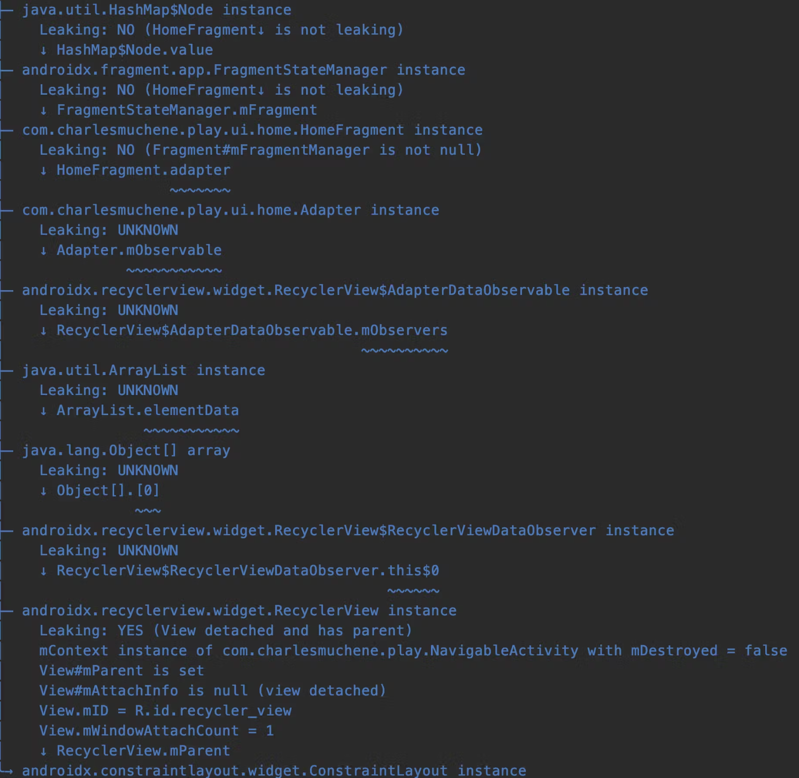 ├─ java.util.HashMap$Node instance
│    Leaking: NO (HomeFragment↓ is not leaking)
│    ↓ HashMap$Node.value
├─ androidx.fragment.app.FragmentStateManager instance
│    Leaking: NO (HomeFragment↓ is not leaking)
│    ↓ FragmentStateManager.mFragment
├─ com.charlesmuchene.play.ui.home.HomeFragment instance
│    Leaking: NO (Fragment#mFragmentManager is not null)
│    ↓ HomeFragment.adapter
│                   ~~~~~~~
├─ com.charlesmuchene.play.ui.home.Adapter instance
│    Leaking: UNKNOWN
│    ↓ Adapter.mObservable
│              ~~~~~~~~~~~
├─ androidx.recyclerview.widget.RecyclerView$AdapterDataObservable instance
│    Leaking: UNKNOWN
│    ↓ RecyclerView$AdapterDataObservable.mObservers
│                                         ~~~~~~~~~~
├─ java.util.ArrayList instance
│    Leaking: UNKNOWN
│    ↓ ArrayList.elementData
│                ~~~~~~~~~~~
├─ java.lang.Object[] array
│    Leaking: UNKNOWN
│    ↓ Object[].[0]
│               ~~~
├─ androidx.recyclerview.widget.RecyclerView$RecyclerViewDataObserver instance
│    Leaking: UNKNOWN
│    ↓ RecyclerView$RecyclerViewDataObserver.this$0
│                                            ~~~~~~
├─ androidx.recyclerview.widget.RecyclerView instance
│    Leaking: YES (View detached and has parent)
│    mContext instance of com.charlesmuchene.play.NavigableActivity with mDestroyed = false
│    View#mParent is set
│    View#mAttachInfo is null (view detached)
│    View.mID = R.id.recycler_view
│    View.mWindowAttachCount = 1
│    ↓ RecyclerView.mParent
╰→ androidx.constraintlayout.widget.ConstraintLayout instance